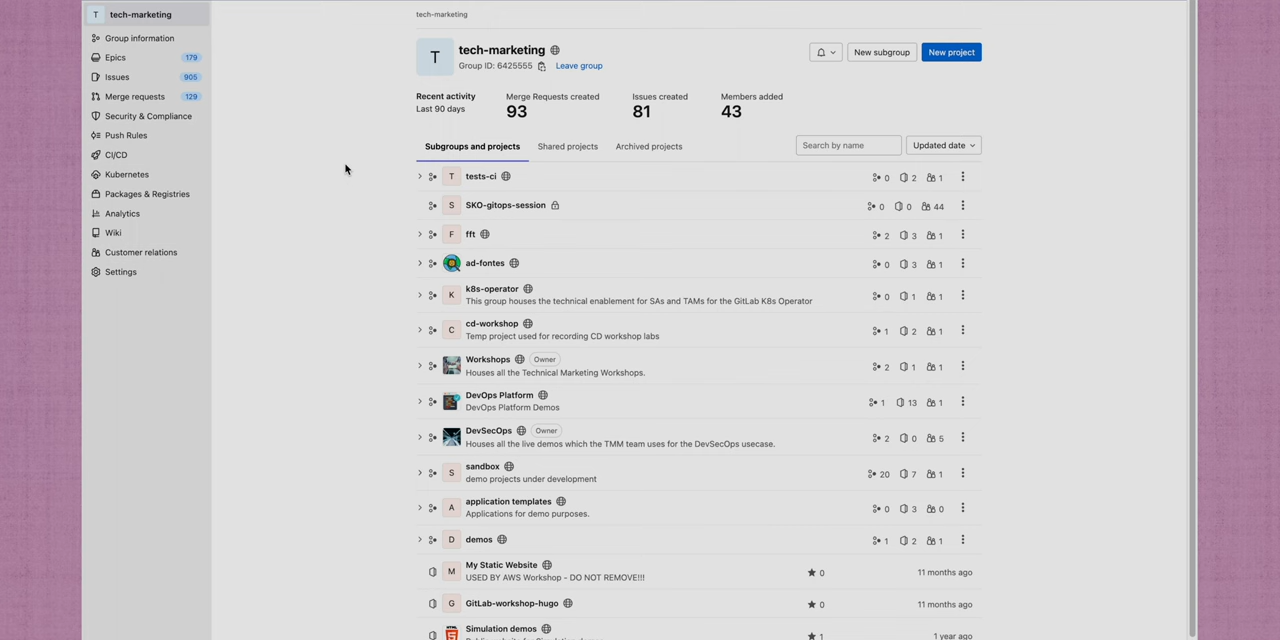 T tech-marketing
tech-marketing
Group information
Epics 179
Issues 905
Merge requests 129
Security & Compliance
Push Rules
CI/CD
Kubernetes
Packages & Registries
Analytics
Wiki
Customer relations
Settings
T
tech-marketing
Group ID: 6425555 Leave group
New subgroup
New project
Recent activity
Last 90 days
Merge Requests created
93
Issues created
81
Members added
43
Subgroups and projects Shared projects Archived projects
Search by name Updated date
T tests-ci 0 2 1
S SKO-gitops-session 0 0 44
F fft 2 3 1
ad-fontes 0 3 1
K k8s-operator 0 1 1
This group houses the technical enablement for SAs and TAMs for the GitLab K8s Operator
C cd-workshop 1 2 1
Temp project used for recording CD workshop labs
Workshops Owner 2 1 1
Houses all the Technical Marketing Workshops.
DevOps Platform 1 13 1
DevOps Platform Demos
DevSecOps Owner 2 0 5
Houses all the live demos which the TMM team uses for the DevSecOps usecase.
S sandbox 20 7 1
demo projects under development
A application templates 0 3 0
Applications for demo purposes.
D demos 1 2 1
M My Static Website 0 11 months ago
USED BY AWS Workshop - DO NOT REMOVE!!!
G GitLab-workshop-hugo 0 11 months ago
Simulation demos 1 1 year ago